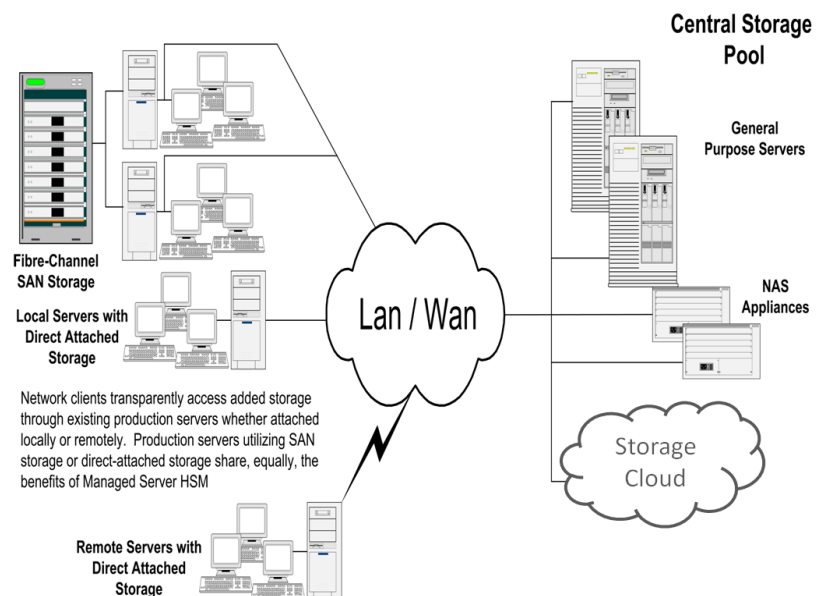 Central Storage
Pool
General
Purpose Servers
Fibre-Channel
SAN Storage
NAS
Appliances
Local Servers with
Direct Attached
Storage
Lan / Wan
Network clients transparently access added storage
through existing production servers whether attached
locally or remotely. Production servers utilizing SAN
storage or direct-attached storage share, equally, the
benefits of Managed Server HSM
Storage
Cloud
Remote Servers with
Direct Attached
Storage